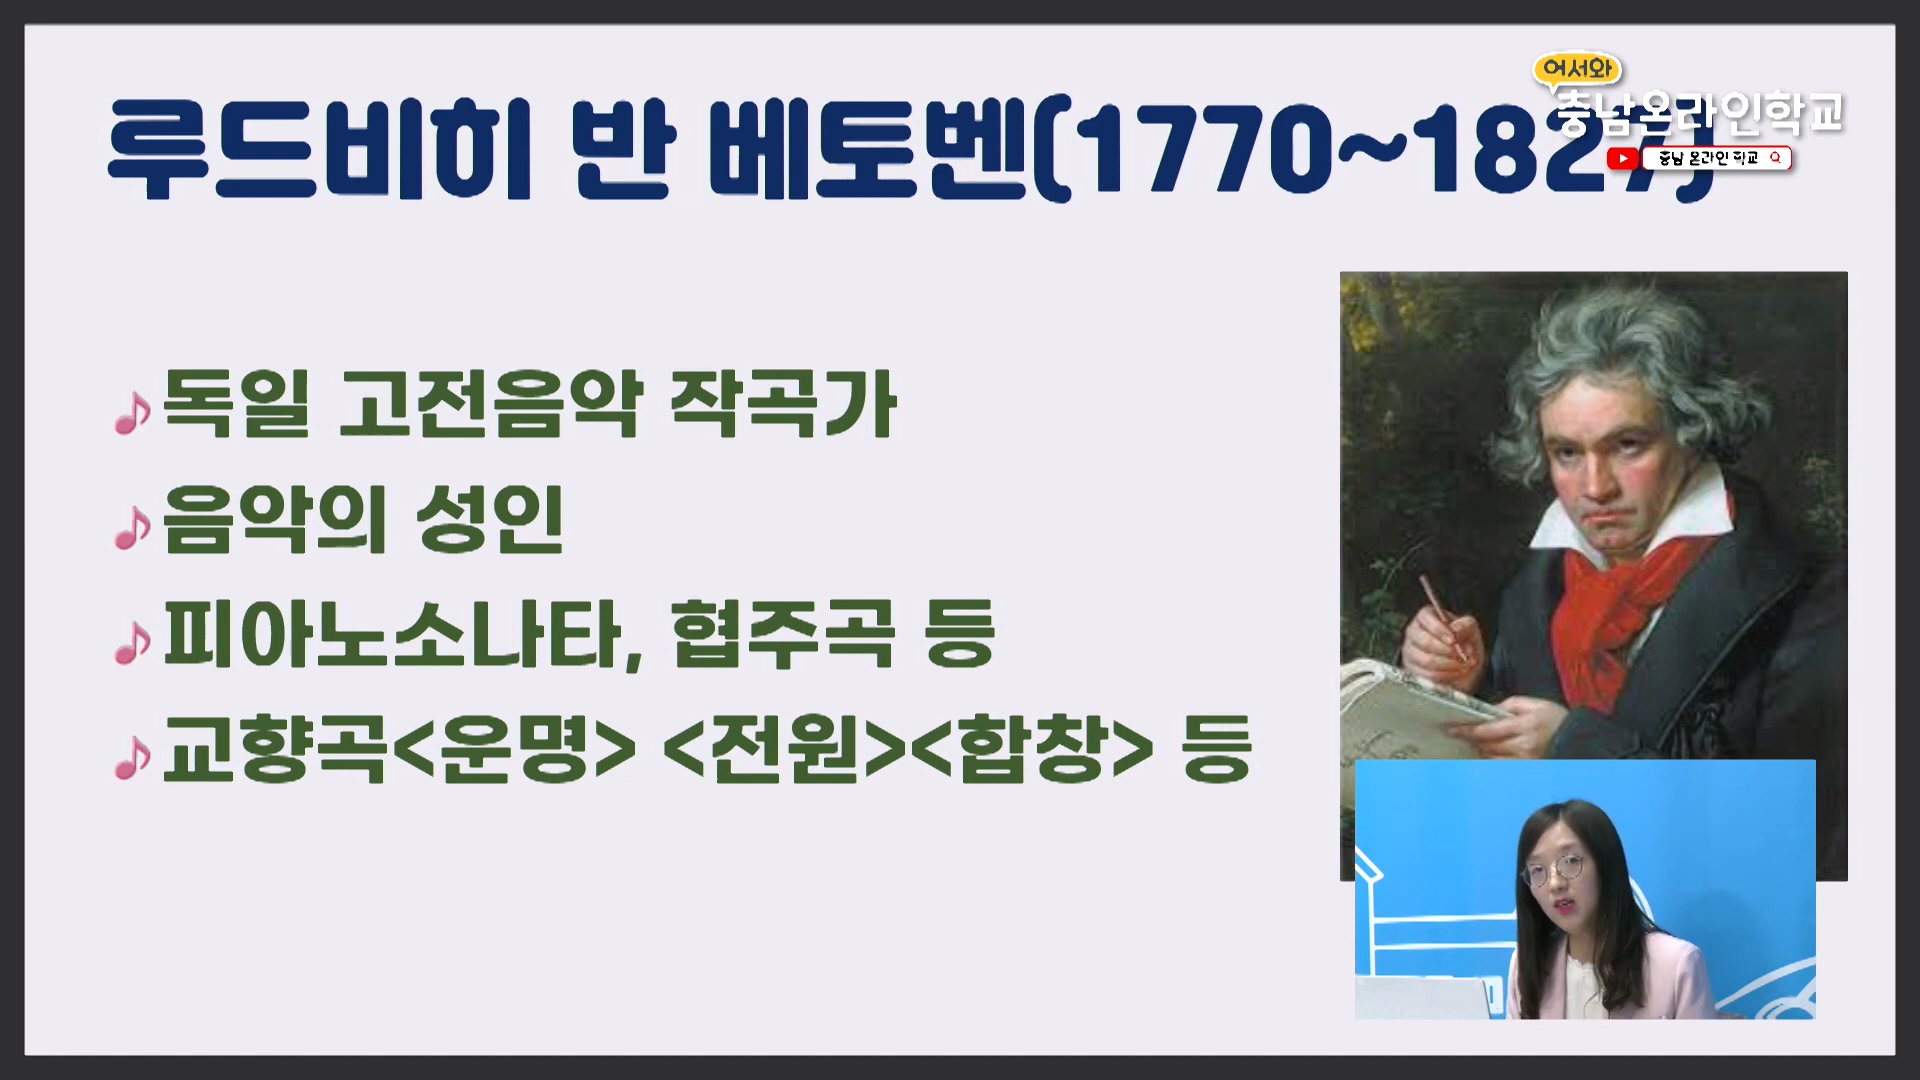 어서와
충남온라인학교
충남 온라인 학교
루드비히 반 베토벤(1770~1827)
독일 고전음악 작곡가
음악의 성인
피아노소나타, 협주곡 등
교향곡<운명> <전원><합창> 등